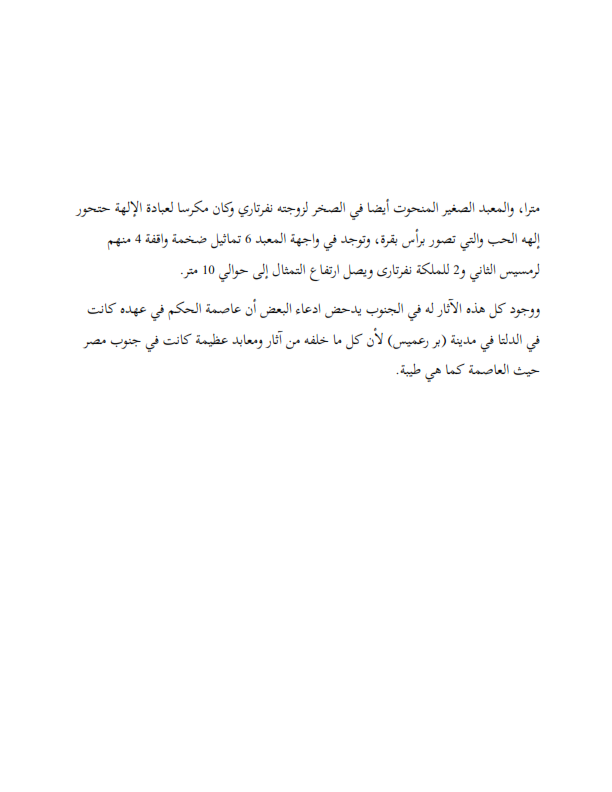 مترا، والمعبد الصغير المنحوت أيضا في الصخر لزوجته نفرتاري وكان مكرسا لعبادة الإلهة حتحور
إلهه الحب والتي تصور برأس بقرة، وتوجد في واجهة المعبد 6 تماثيل ضخمة واقفة 4 منهم
لرمسيس الثاني و2 للملكة نفرتارى ويصل ارتفاع التمثال إلى حوالي 10 متر.
ووجود كل هذه الآثار له في الجنوب يدحض ادعاء البعض أن عاصمة الحكم في عهده كانت
في الدلتا في مدينة (بر رعميس) لأن كل ما خلفه من آثار ومعابد عظيمة كانت في جنوب مصر
حيث العاصمة كما هي طيبة.